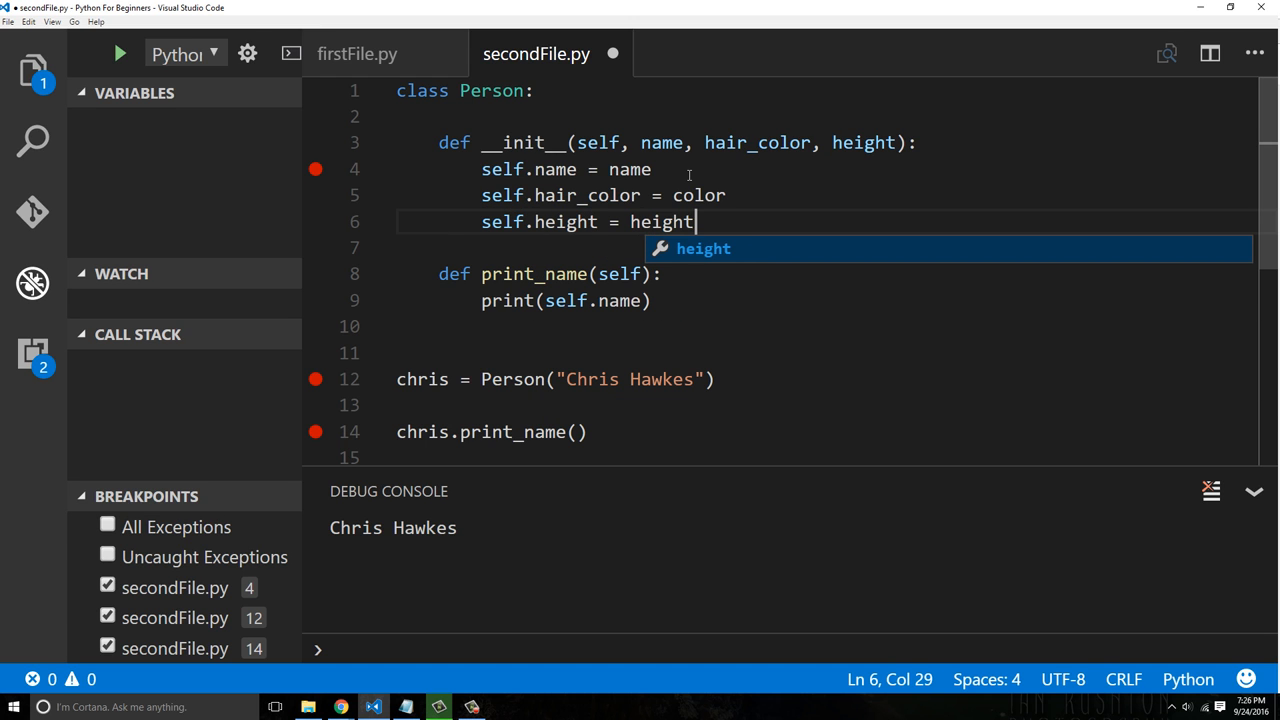 ● secondFile.py - Python For Beginners - Visual Studio Code
File Edit View Go Help
Pythor
firstFile.py
secondFile.py
1
VARIABLES
WATCH
CALL STACK
2
BREAKPOINTS
All Exceptions
Uncaught Exceptions
secondFile.py 4
secondFile.py 12
secondFile.py 14
1 class Person:
2
3 def __init__(self, name, hair_color, height):
4 self.name = name
5 self.hair_color = color
6 self.height = height
height
7
8 def print_name(self):
9 print(self.name)
10
11
12 chris = Person("Chris Hawkes")
13
14 chris.print_name()
15
DEBUG CONSOLE
Chris Hawkes
0 0
Ln 6, Col 29 Spaces: 4 UTF-8 CRLF Python
I'm Cortana. Ask me anything.
7:26 PM
9/24/2016